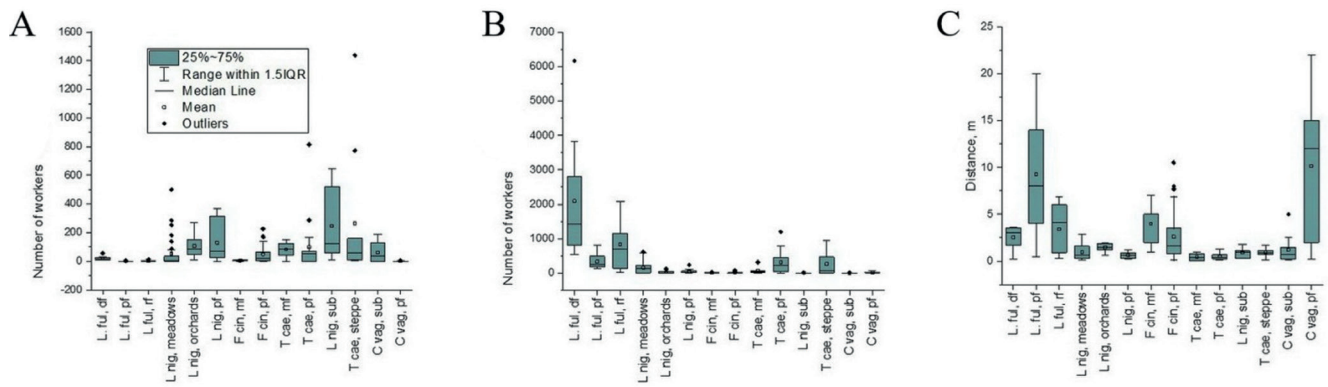 A
Number of workers
1600
1400
1200
1000
800
600
400
200
0
-200
25%~75%
Range within 1.5IQR
Median Line
Mean
Outliers
L. ful, df
L. ful, pf
L. ful, rf
L nig, meadows
L nig, orchards
L nig, pf
F cin, mf
F cin, pf
T cae, mf
T cae, pf
L nig, sub
T cae, steppe
C vag, sub
C vag, pf
B
Number of workers
7000
6000
5000
4000
3000
2000
1000
0
L. ful, df
L. ful, pf
L. ful, rf
L nig, meadows
L nig, orchards
L nig, pf
F cin, mf
F cin, pf
T cae, mf
T cae, pf
L nig, sub
T cae, steppe
C vag, sub
C vag, pf
C
Distance, m
25
20
15
10
5
0
L. ful, df
L. ful, pf
L. ful, rf
L nig, meadows
L nig, orchards
L nig, pf
F cin, mf
F cin, pf
T cae, mf
T cae, pf
L nig, sub
T cae, steppe
C vag, sub
C vag, pf